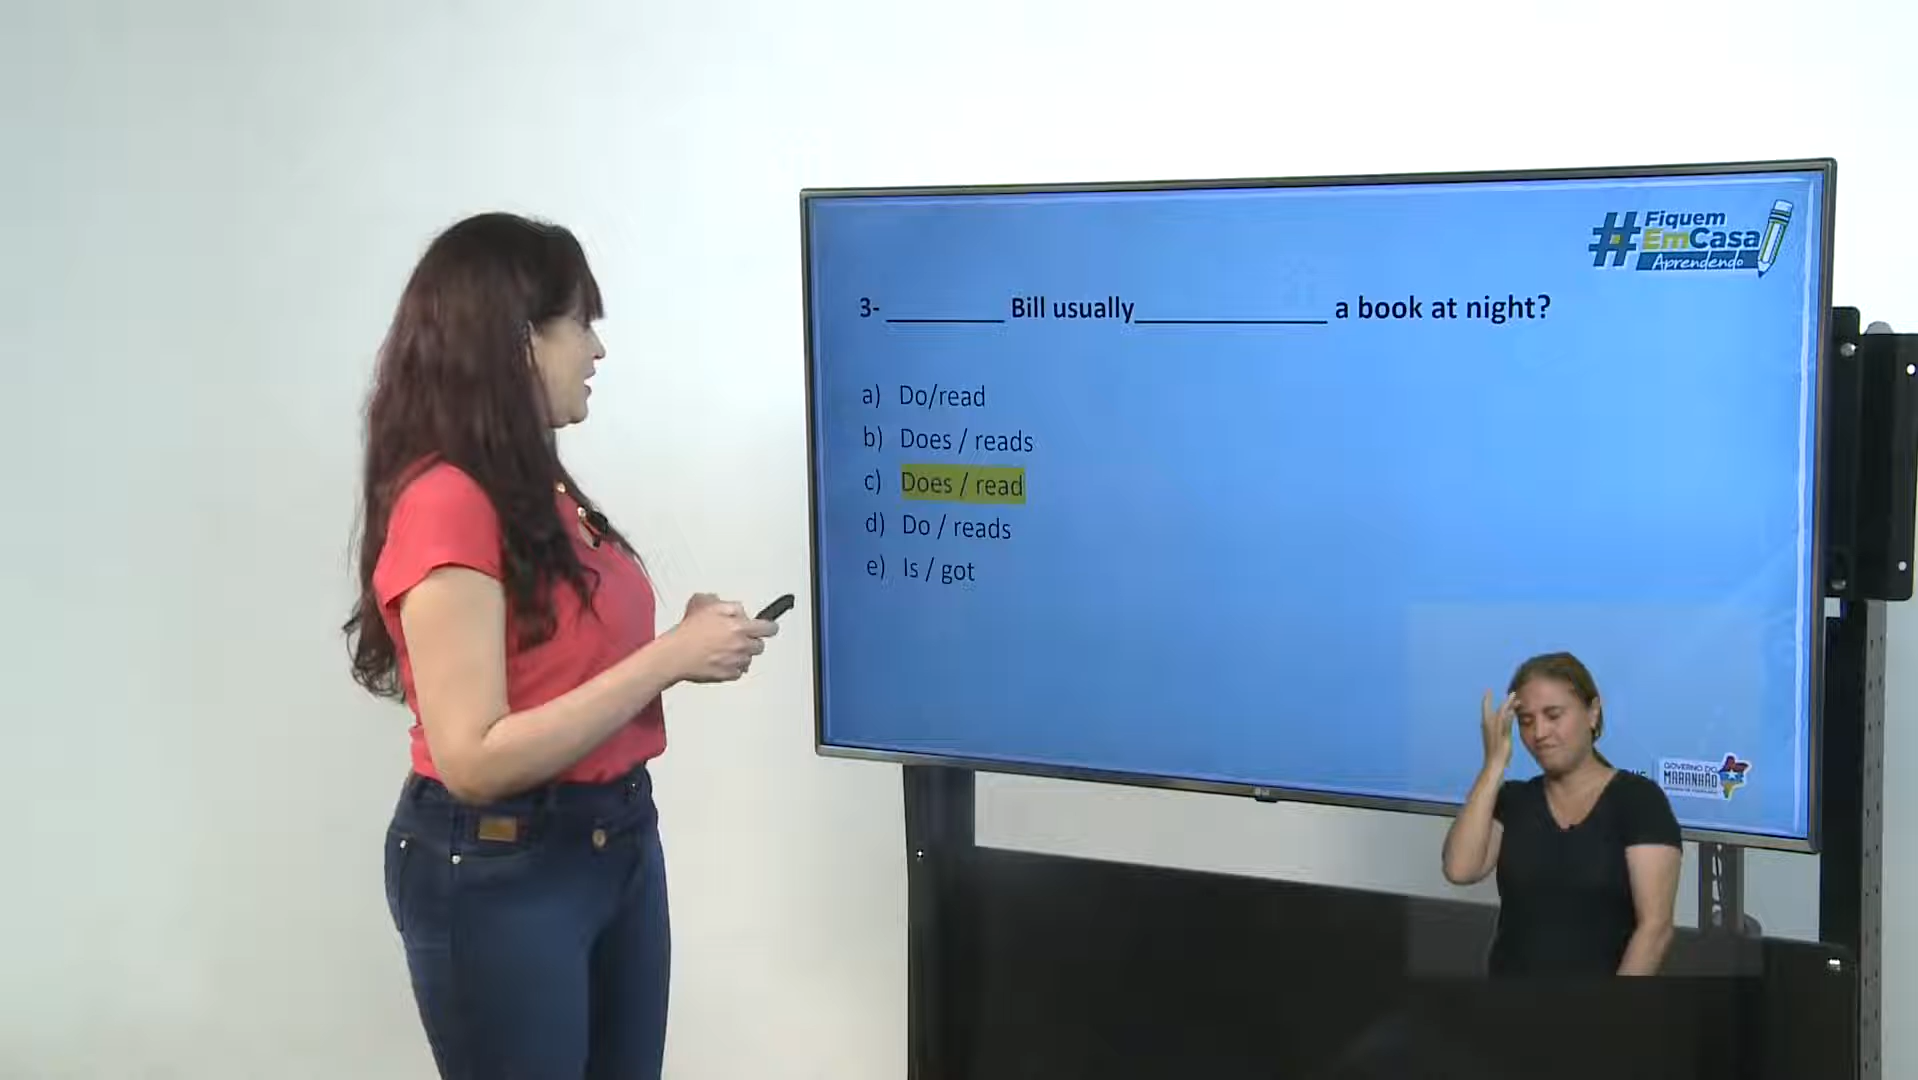 # Fiquem
EmCasa
Aprendendo
3- ________ Bill usually_____________ a book at night?
a) Do/read
b) Does / reads
c) Does / read
d) Do / reads
e) Is / got
GOVERNO DO
MARANHÃO